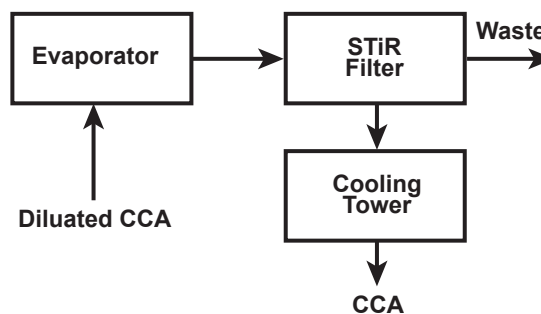 Evaporator
STiR
Filter
Waste
Cooling
Tower
Diluated CCA
CCA